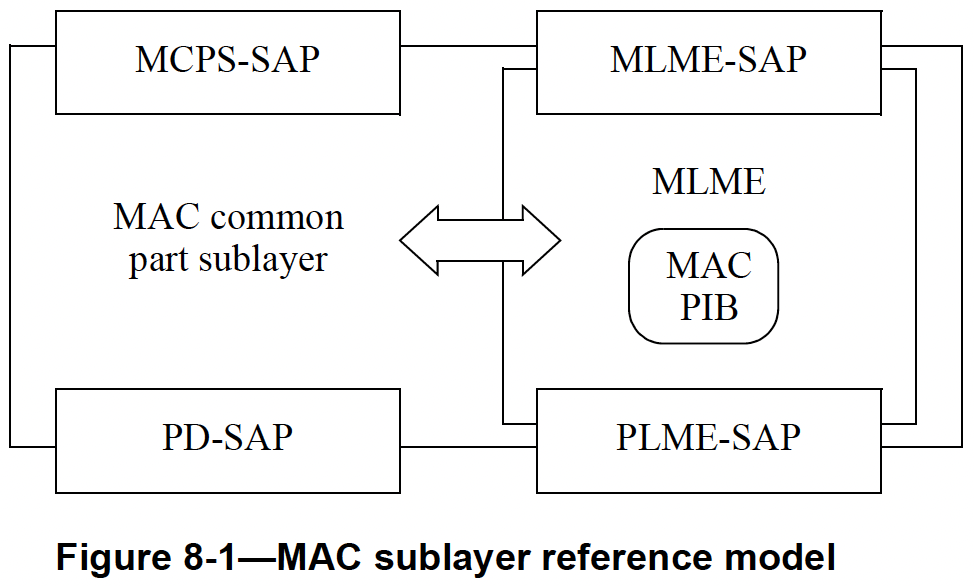 MCPS-SAP
MLME-SAP
MLME
MAC common
part sublayer
MAC
PIB
PD-SAP
PLME-SAP
Figure 8-1—MAC sublayer reference model